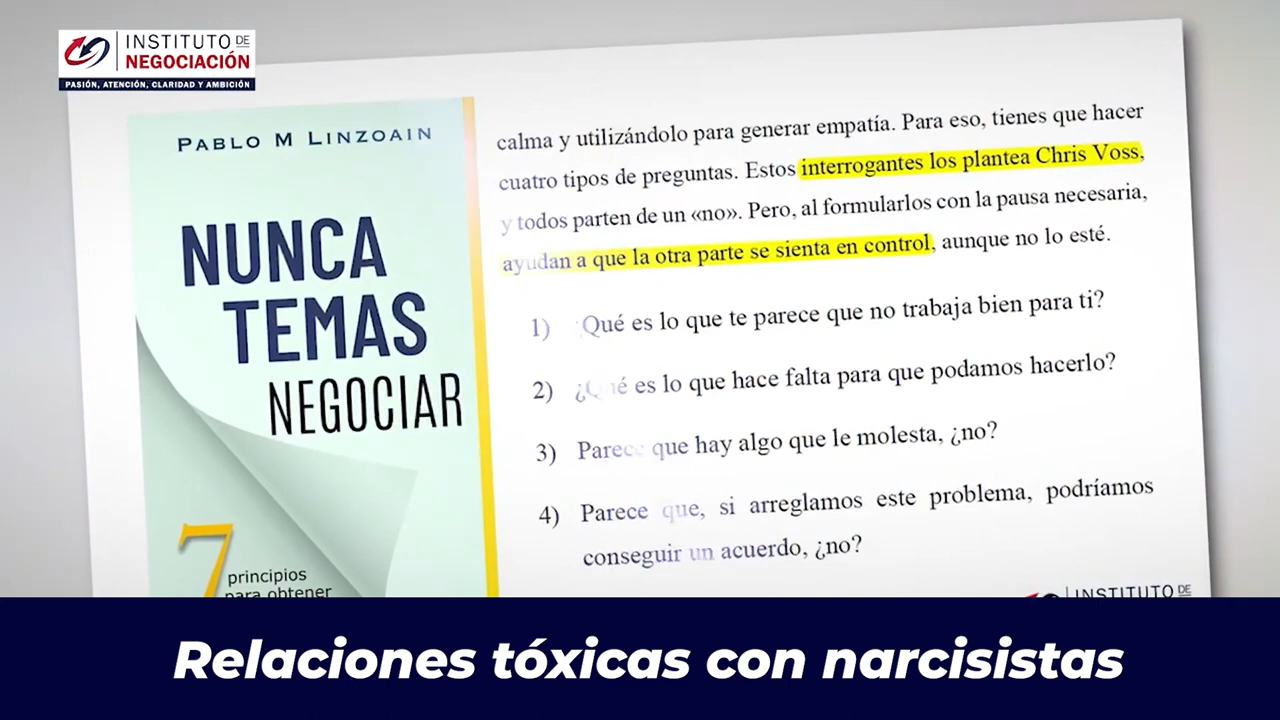 INSTITUTO DE
NEGOCIACIÓN
PASIÓN, ATENCIÓN, CLARIDAD Y AMBICIÓN
PABLO M LINZOAIN
NUNCA
TEMAS
NEGOCIAR
7
principios
para obtener
calma y utilizándolo para generar empatía. Para eso, tienes que hacer
cuatro tipos de preguntas. Estos interrogantes los plantea Chris Voss,
y todos parten de un «no». Pero, al formularlos con la pausa necesaria,
ayudan a que la otra parte se sienta en control, aunque no lo esté.
1) ¿Qué es lo que te parece que no trabaja bien para ti?
2) ¿Qué es lo que hace falta para que podamos hacerlo?
3) Parece que hay algo que le molesta, ¿no?
4) Parece que, si arreglamos este problema, podríamos
conseguir un acuerdo, ¿no?
INSTITUTO DE
Relaciones tóxicas con narcisistas